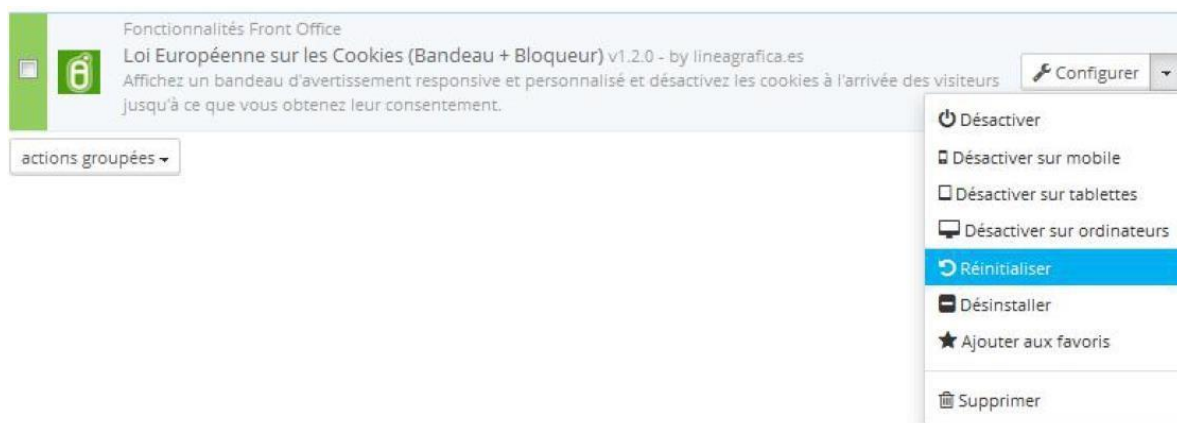 Fonctionnalités Front Office
Loi Européenne sur les Cookies (Bandeau + Bloqueur) v1.2.0 - by lineagrafica.es
Affichez un bandeau d'avertissement responsive et personnalisé et désactivez les cookies à l'arrivée des visiteurs
jusqu'à ce que vous obtenez leur consentement.
Configurer
actions groupées
Désactiver
Désactiver sur mobile
Désactiver sur tablettes
Désactiver sur ordinateurs
Réinitialiser
Désinstaller
Ajouter aux favoris
Supprimer